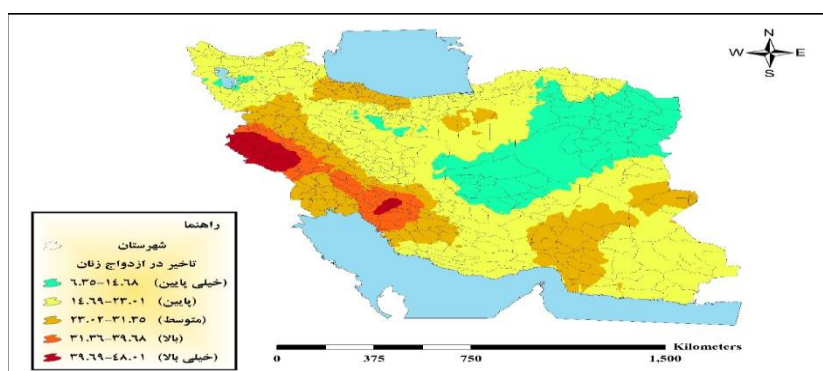 N
W E
S
راهنما
شهرستان
تاخیر در ازدواج زنان
(خیلی پایین) ۶.۳۵-۱۴.۶۸
(پایین) ۱۴.۶۹-۲۳.۰۱
(متوسط) ۲۳.۰۲-۳۱.۳۵
(بالا) ۳۱.۳۶-۳۹.۶۸
(خیلی بالا) ۳۹.۶۹-۴۸.۰۱
Kilometers
0 375 750 1,500